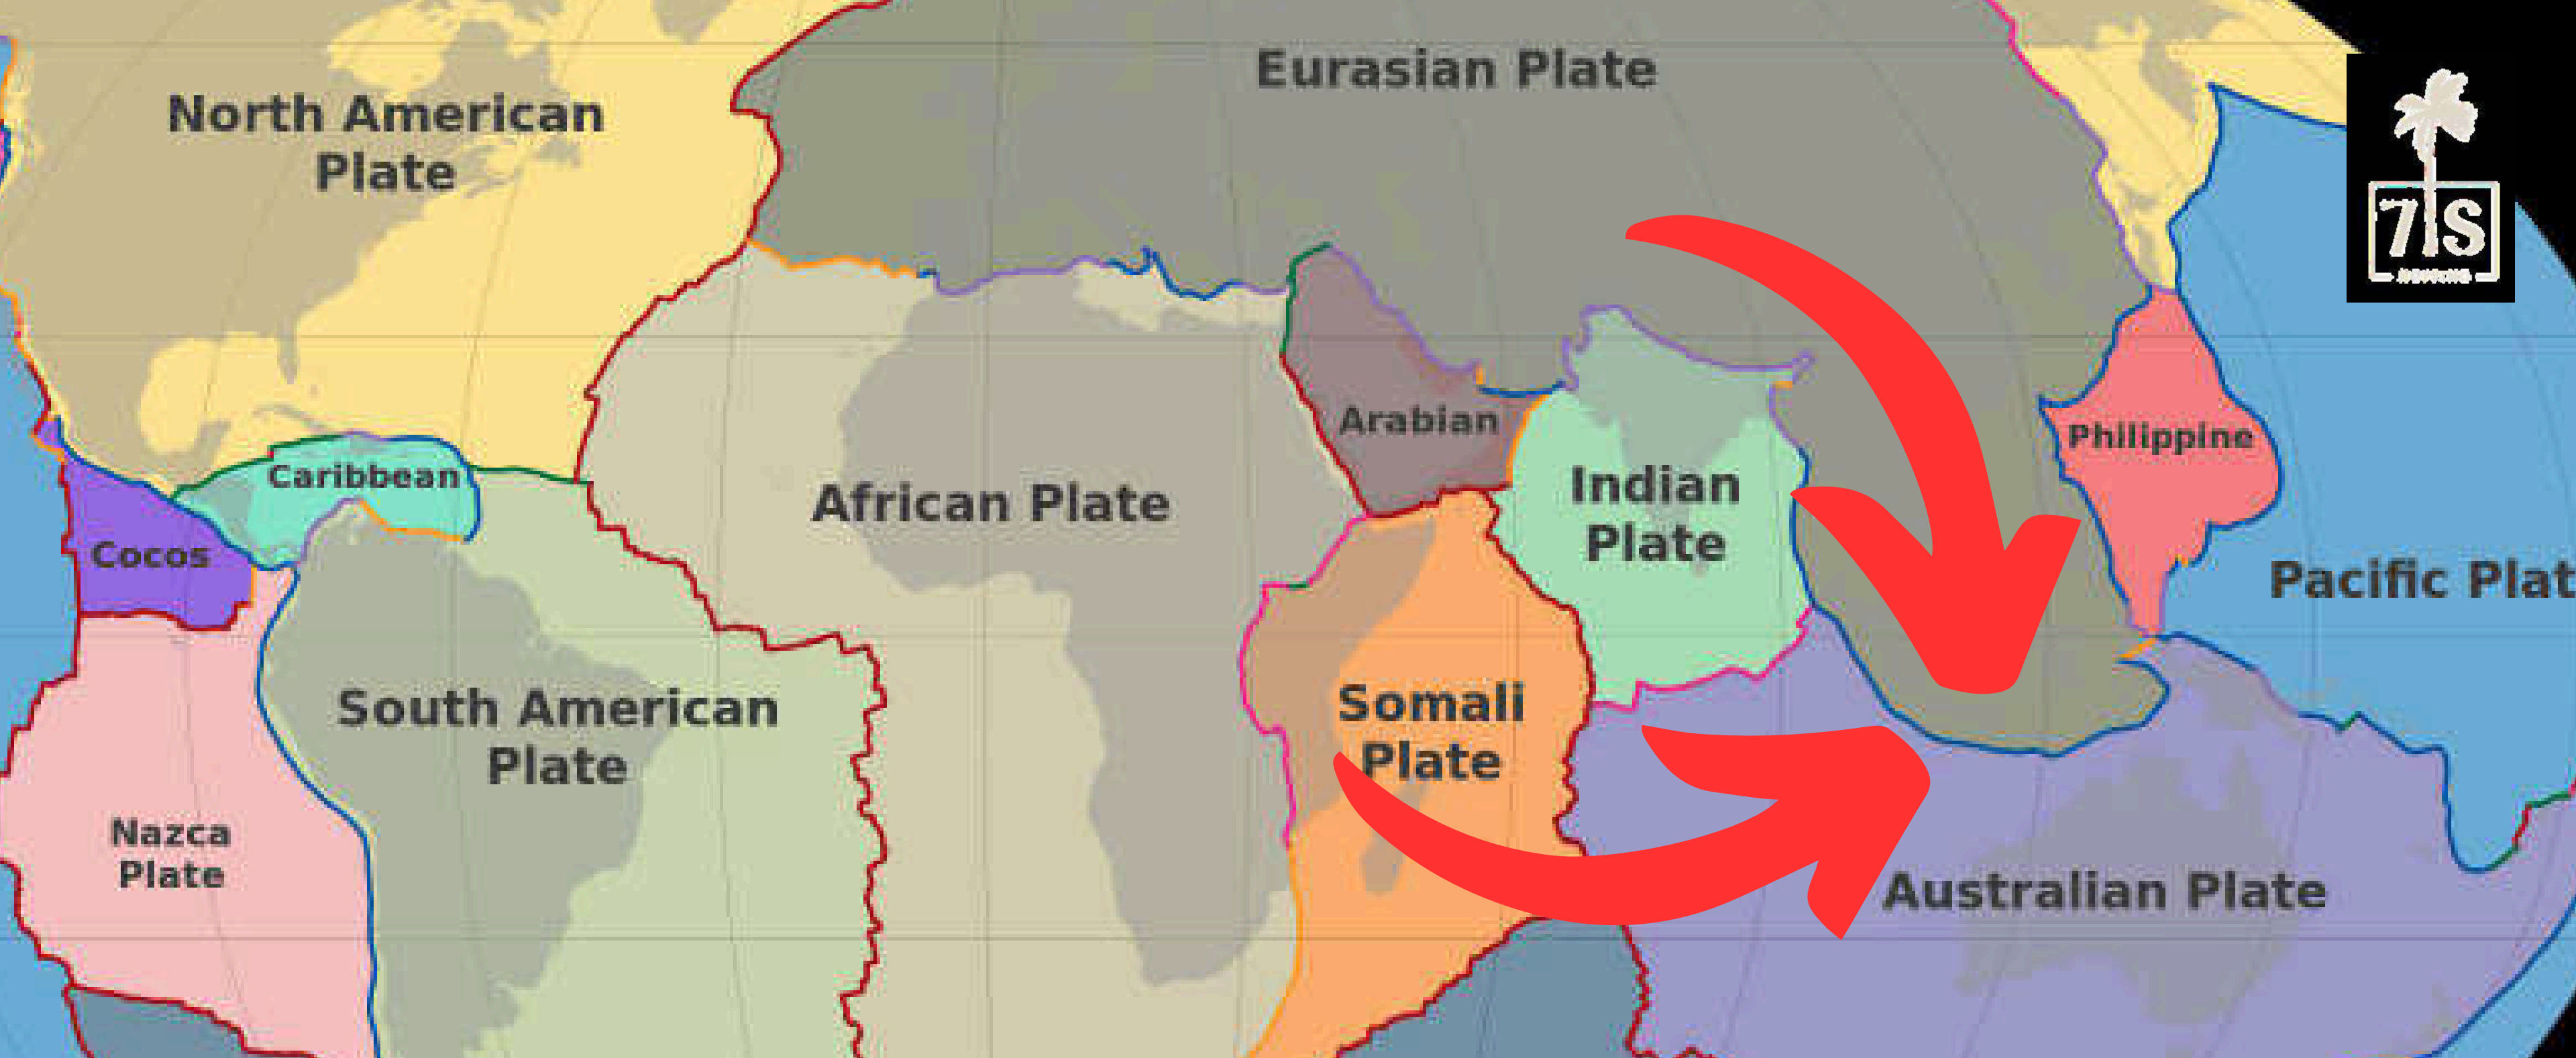 Eurasian Plate
North American
Plate
7S
Arabian
Philippine
Caribbean
African Plate
Indian
Plate
Cocos
Pacific Plat
South American
Plate
Somali
Plate
Nazca
Plate
Australian Plate